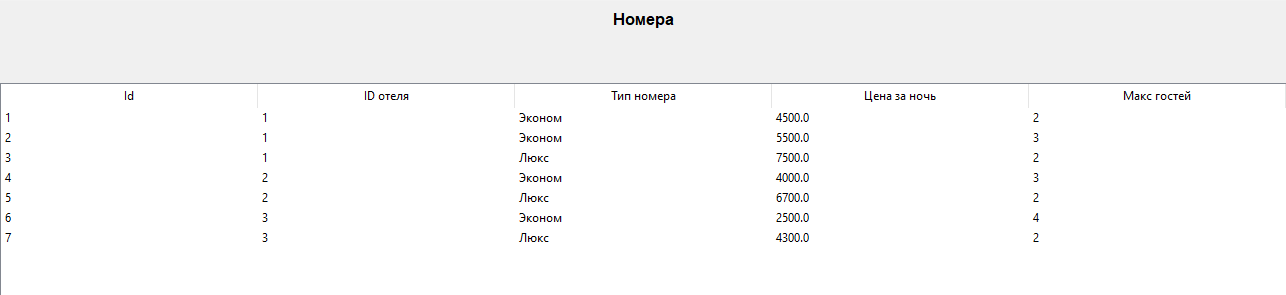 Номера
Id ID отеля Тип номера Цена за ночь Макс гостей
1 1 Эконом 4500.0 2
2 1 Эконом 5500.0 3
3 1 Люкс 7500.0 2
4 2 Эконом 4000.0 3
5 2 Люкс 6700.0 2
6 3 Эконом 2500.0 4
7 3 Люкс 4300.0 2